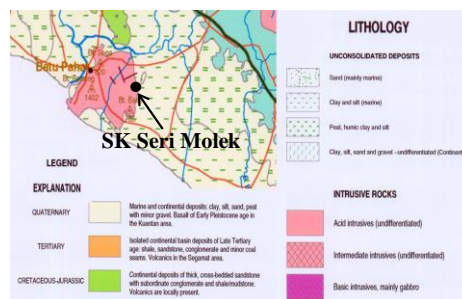 Batu Pahat
1402
SK Seri Molek
LEGEND
EXPLANATION
QUATERNARY
Marine and continental deposits: clay, silt, sand, peat
with minor gravel. Basalt of Early Pleistocene age in
the Kuantan area.
TERTIARY
Isolated continental basin deposits of Late Tertiary
age: shale, sandstone, conglomerate and minor coal
seams. Volcanics in the Segamat area.
CRETACEOUS-JURASSIC
Continental deposits of thick, cross-bedded sandstone
with subordinate conglomerate and shale/mudstone.
Volcanics are locally present.
LITHOLOGY
UNCONSOLIDATED DEPOSITS
Sand (mainly marine)
Clay and silt (marine)
Peat, humic clay and silt
Clay, silt, sand and gravel –undifferentiated (Continent
INTRUSIVE ROCKS
Acid intrusives (undifferentiated)
Intermediate intrusives (undifferentiated)
Basic intrusives, mainly gabbro